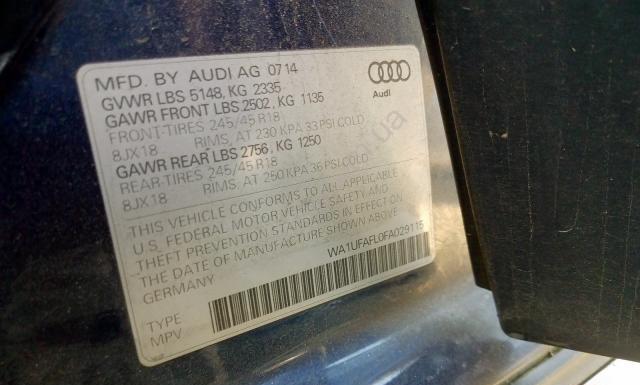 MFD. BY AUDI AG 07 14
GVWR LBS 5148, KG 2335
GAWR FRONT LBS.2502, KG 1135
FRONT-TIRES 245/45 R18
8JX18 RIMS, AT 230 KPA 33 PSI COLD
GAWR REAR LBS 2756, KG 1250
REAR-TIRES 245/45 R18
8JX18 RIMS, AT 250 KPA 36 PSI COLD
THIS VEHICLE CONFORMS TO ALL APPLICABLE
U.S. FEDERAL MOTOR VEHICLE SAFETY AND
THEFT PREVENTION STANDARDS IN EFFECT ON
THE DATE OF MANUFACTURE SHOWN ABOVE
GERMANY
WA1UFAFL0FA029115
TYPE
MPV
Audi